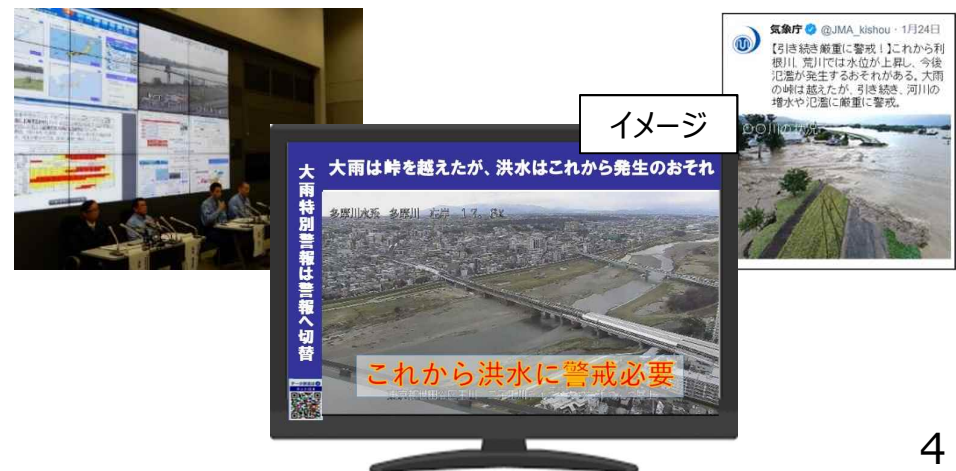 気象庁 @JMA_kishou・1月24日
【引き続き厳重に警戒！】これから利
根川、荒川では水位が上昇し、今後
氾濫が発生するおそれがある。大雨
の峠は越えたが、引き続き、河川の
増水や氾濫に厳重に警戒。
〇〇川の状況
イメージ
大雨は峠を越えたが、洪水はこれから発生のおそれ
大雨特別警報は警報へ切替
多摩川水系 多摩川
これから洪水に警戒必要
4